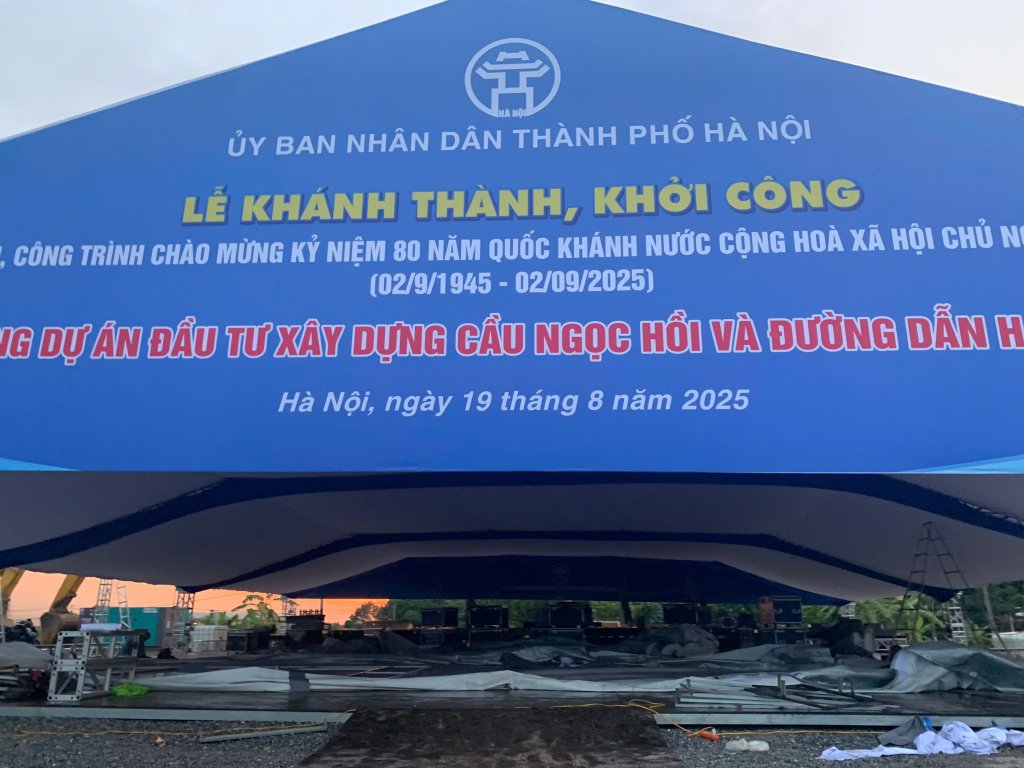 HÀ NỘI
ỦY BAN NHÂN DÂN THÀNH PHỐ HÀ NỘI
LỄ KHÁNH THÀNH, KHỞI CÔNG
, CÔNG TRÌNH CHÀO MỪNG KỶ NIỆM 80 NĂM QUỐC KHÁNH NƯỚC CỘNG HOÀ XÃ HỘI CHỦ
(02/9/1945 - 02/09/2025)
DỰ ÁN ĐẦU TƯ XÂY DỰNG CẦU NGỌC HỒI VÀ ĐƯỜNG DẪN
Hà Nội, ngày 19 tháng 8 năm 2025